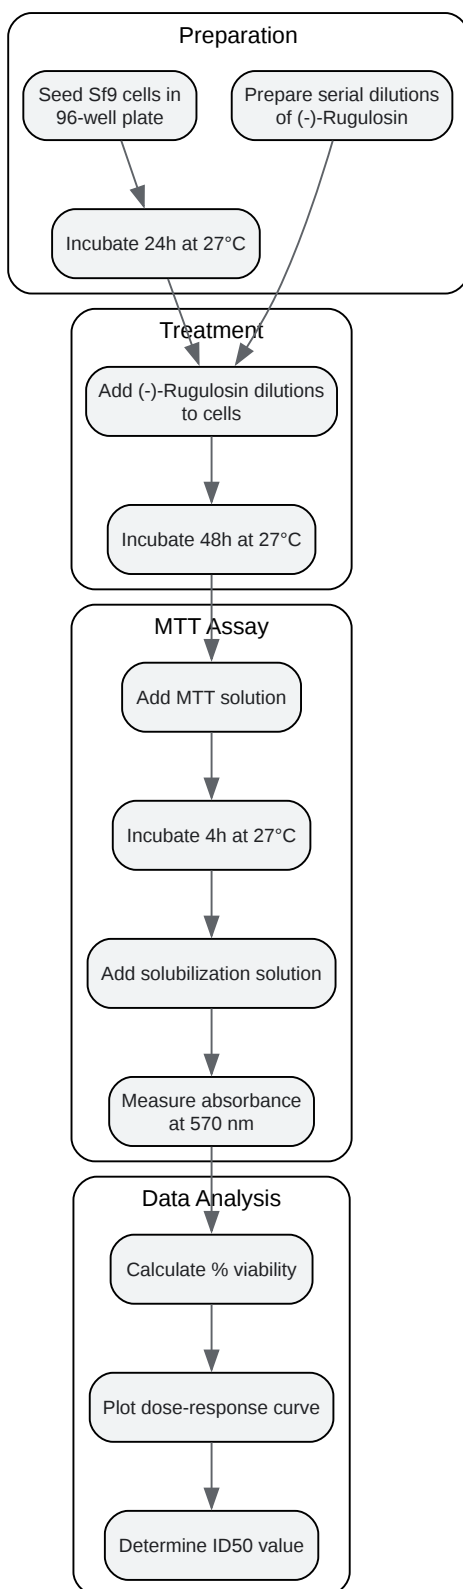 Preparation
Seed Sf9 cells in
96-well plate
Prepare serial dilutions
of (-)-Rugulosin
Incubate 24h at 27°C
Treatment
Add (-)-Rugulosin dilutions
to cells
Incubate 48h at 27°C
MTT Assay
Add MTT solution
Incubate 4h at 27°C
Add solubilization solution
Measure absorbance
at 570 nm
Data Analysis
Calculate % viability
Plot dose-response curve
Determine ID50 value